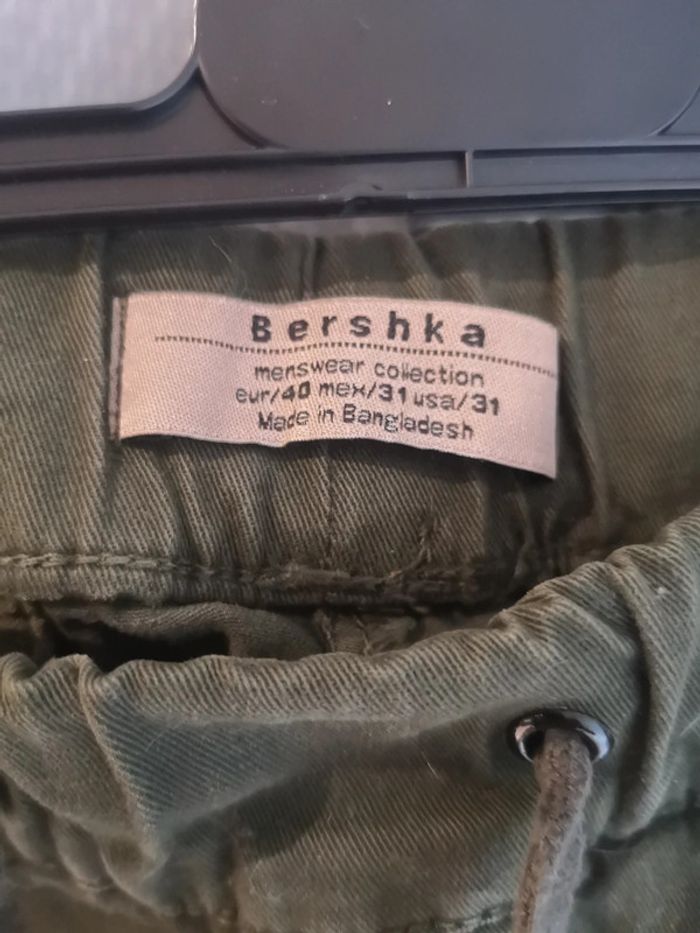 Bershka
menswear collection
eur/40 mex/31 usa/31
Made in Bangladesh